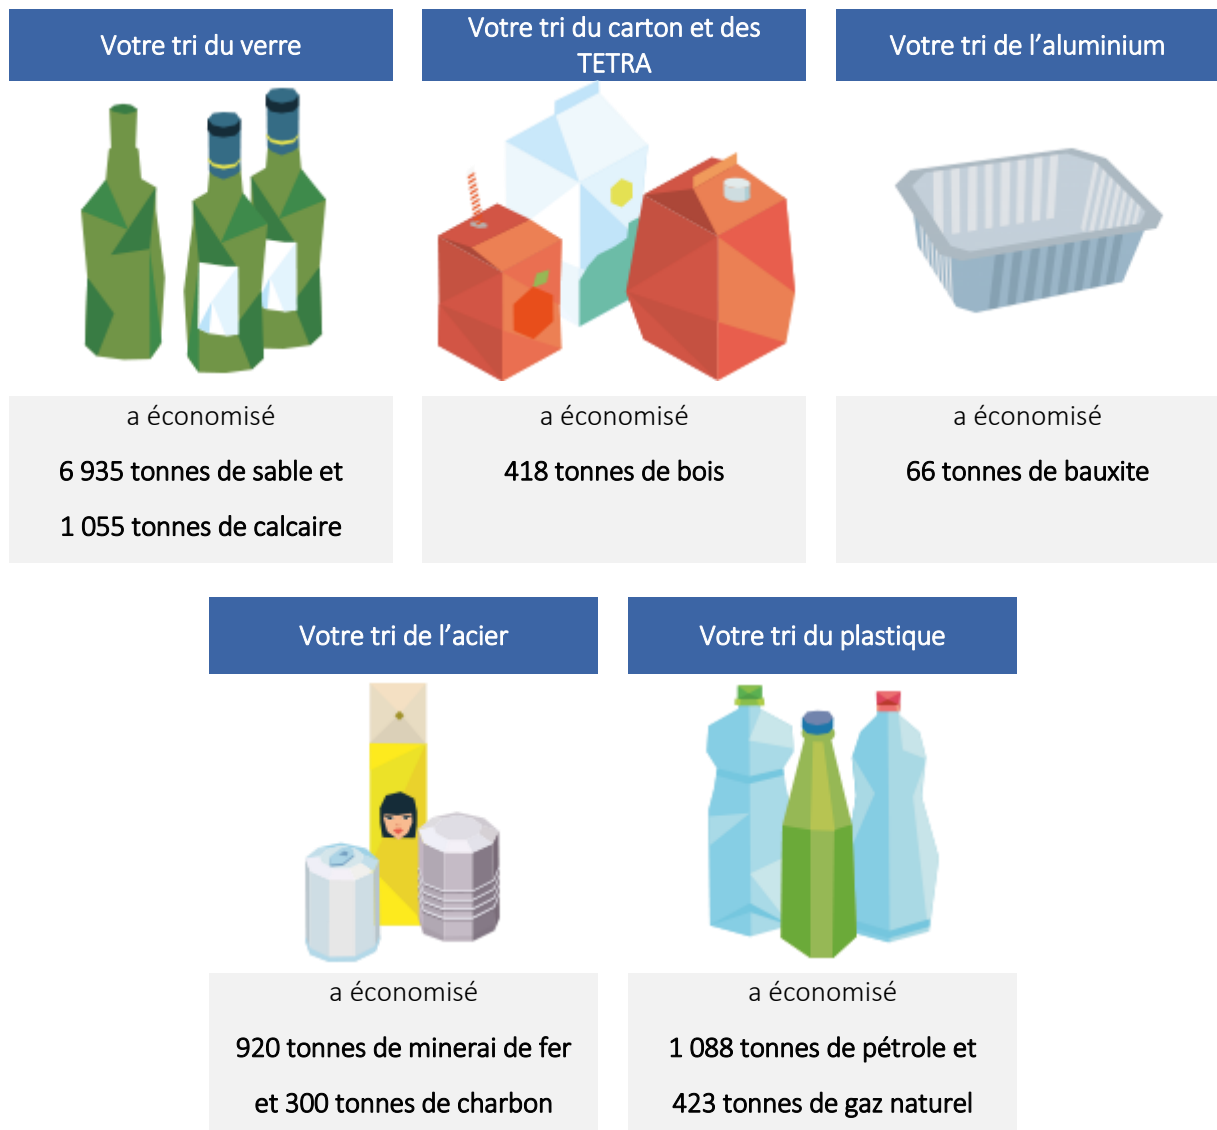 Votre tri du verre
Votre tri du carton et des
TETRA
Votre tri de l’aluminium
a économisé
6 935 tonnes de sable et
1 055 tonnes de calcaire
a économisé
418 tonnes de bois
a économisé
66 tonnes de bauxite
Votre tri de l’acier
Votre tri du plastique
a économisé
920 tonnes de minerai de fer
et 300 tonnes de charbon
a économisé
1 088 tonnes de pétrole et
423 tonnes de gaz naturel